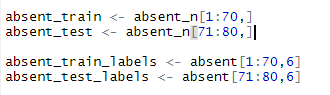 absent_train <- absent_n[1:70,]
absent_test <- absent_n[71:80,]
absent_train_labels <- absent[1:70,6]
absent_test_labels <- absent[71:80,6]